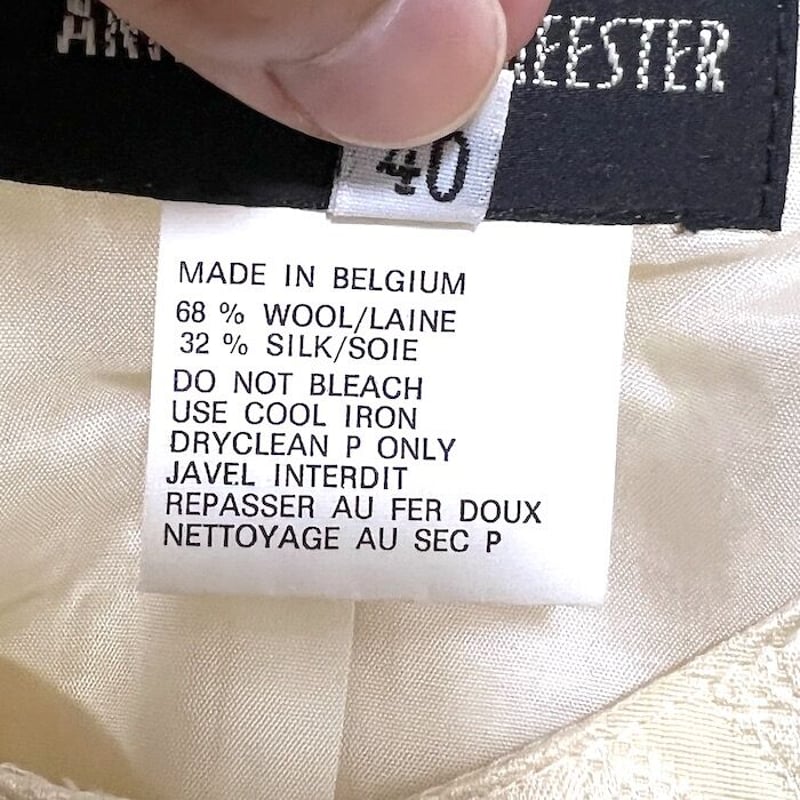 40
MADE IN BELGIUM
68 % WOOL/LAINE
32 % SILK/SOIE
DO NOT BLEACH
USE COOL IRON
DRYCLEAN P ONLY
JAVEL INTERDIT
REPASSER AU FER DOUX
NETTOYAGE AU SEC P